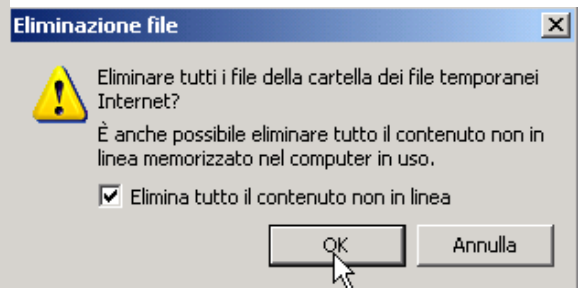 Eliminazione file
Eliminare tutti i file della cartella dei file temporanei
Internet?
È anche possibile eliminare tutto il contenuto non in
linea memorizzato nel computer in uso.
Elimina tutto il contenuto non in linea
OK
Annulla